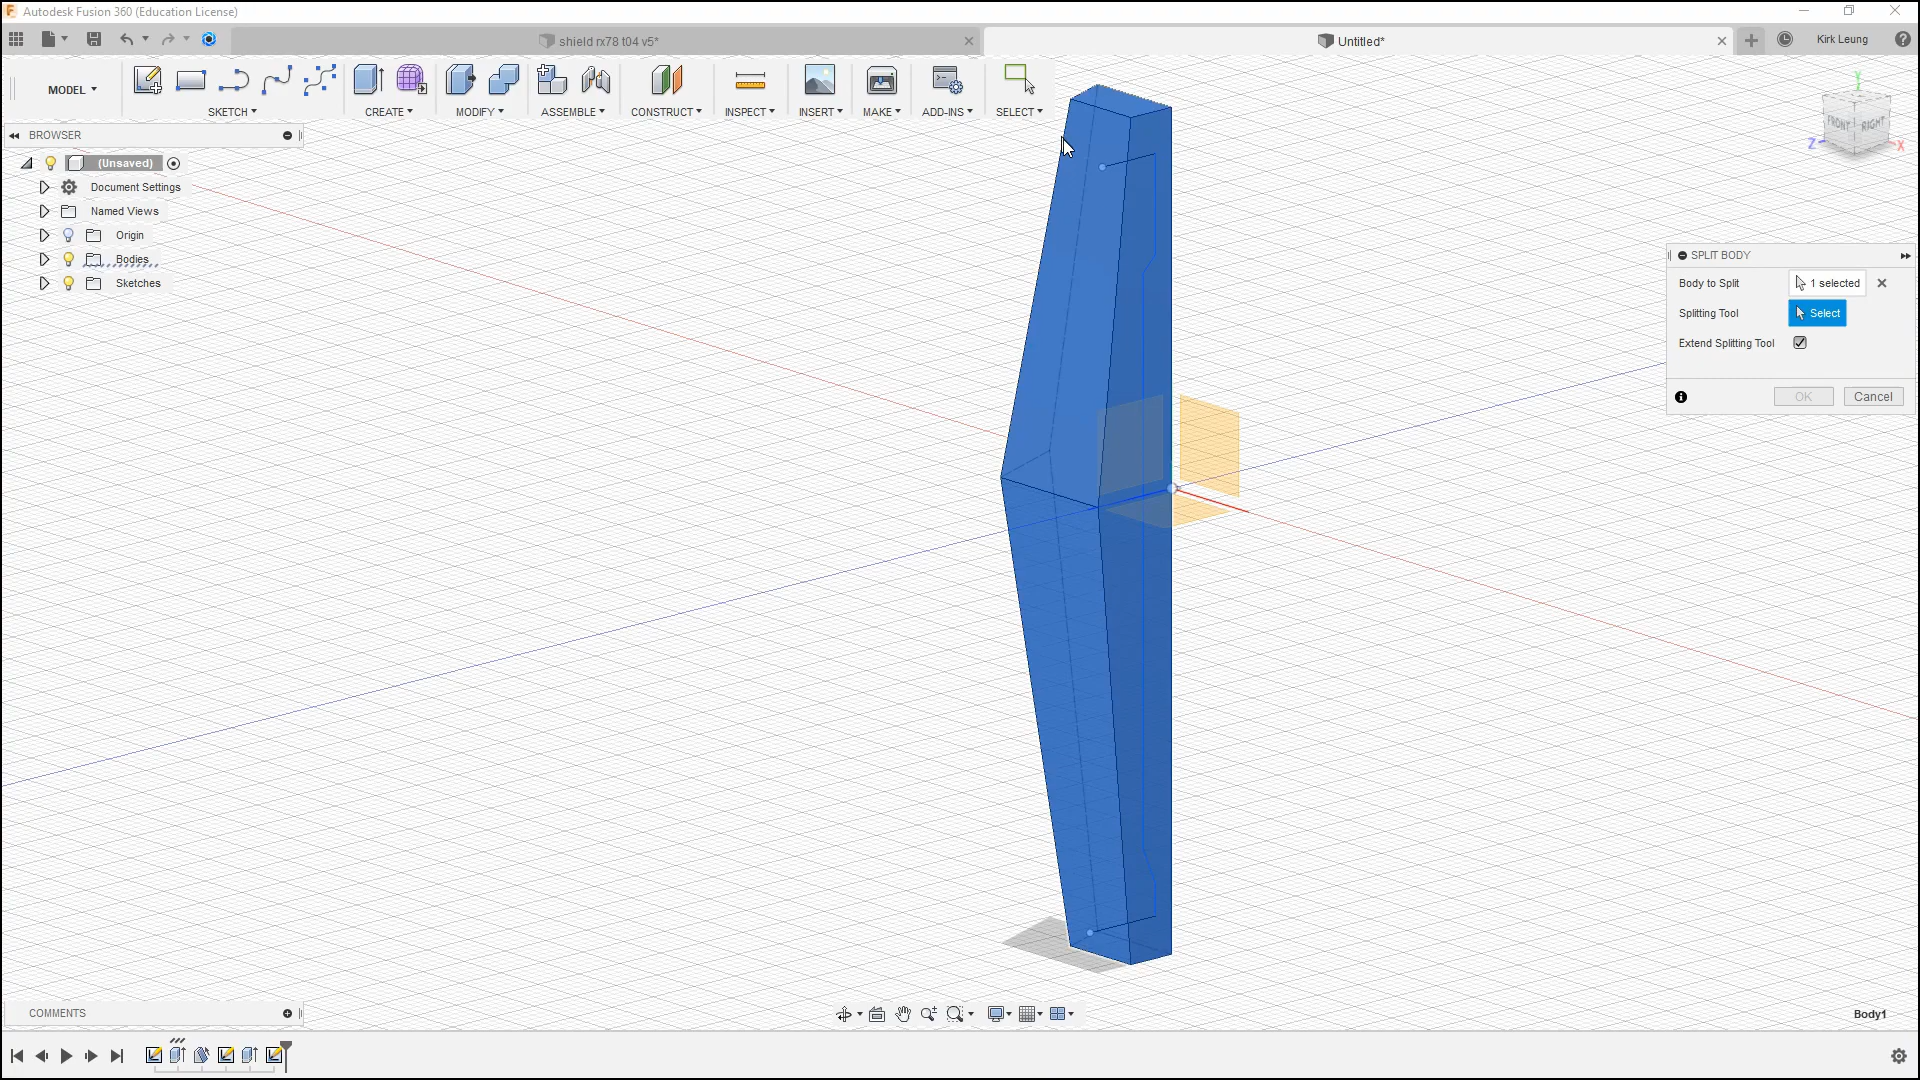 Autodesk Fusion 360 (Education License)
shield rx78 t04 v5*
Untitled*
Kirk Leung
MODEL
SKETCH
CREATE
MODIFY
ASSEMBLE
CONSTRUCT
INSPECT
INSERT
MAKE
ADD-INS
SELECT
BROWSER
(Unsaved)
Document Settings
Named Views
Origin
Bodies
Sketches
Y
FRONT
RIGHT
Z
X
SPLIT BODY
Body to Split
1 selected
Splitting Tool
Select
Extend Splitting Tool
OK
Cancel
COMMENTS
Body1